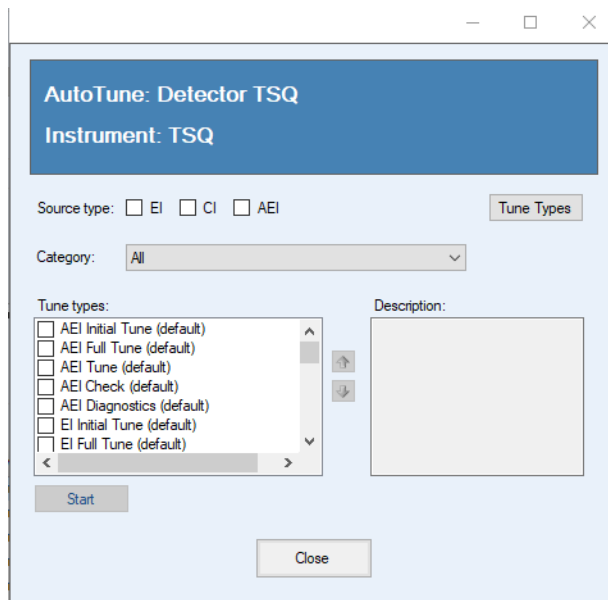 AutoTune: Detector TSQ
Instrument: TSQ
Source type: EI CI AEI Tune Types
Category: All
Tune types: Description:
AEI Initial Tune (default)
AEI Full Tune (default)
AEI Tune (default)
AEI Check (default)
AEI Diagnostics (default)
EI Initial Tune (default)
EI Full Tune (default)
Start
Close